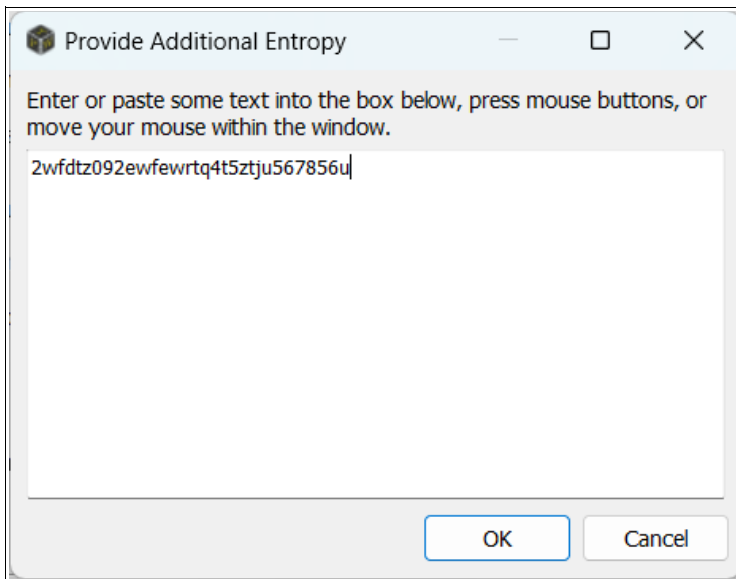 Provide Additional Entropy
Enter or paste some text into the box below, press mouse buttons, or
move your mouse within the window.
2wfdtz092ewfewrtq4t5ztju567856u
OK Cancel